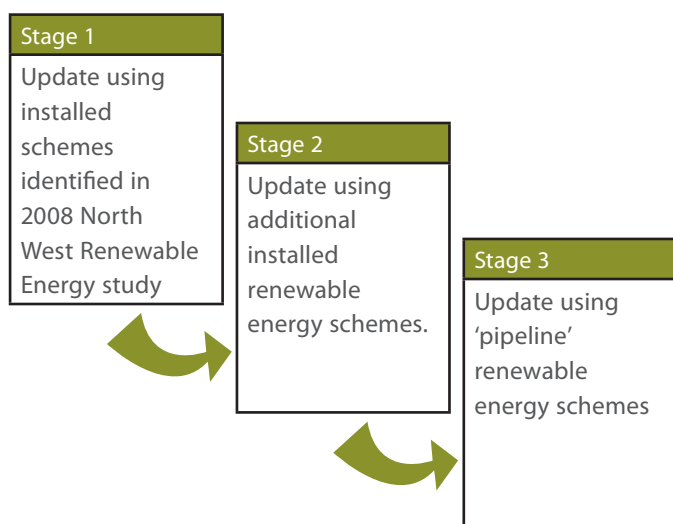 Stage 1
Update using
installed
schemes
identified in
2008 North
West Renewable
Energy study
Stage 2
Update using
additional
installed
renewable
energy schemes.
Stage 3
Update using
‘pipeline’
renewable
energy schemes